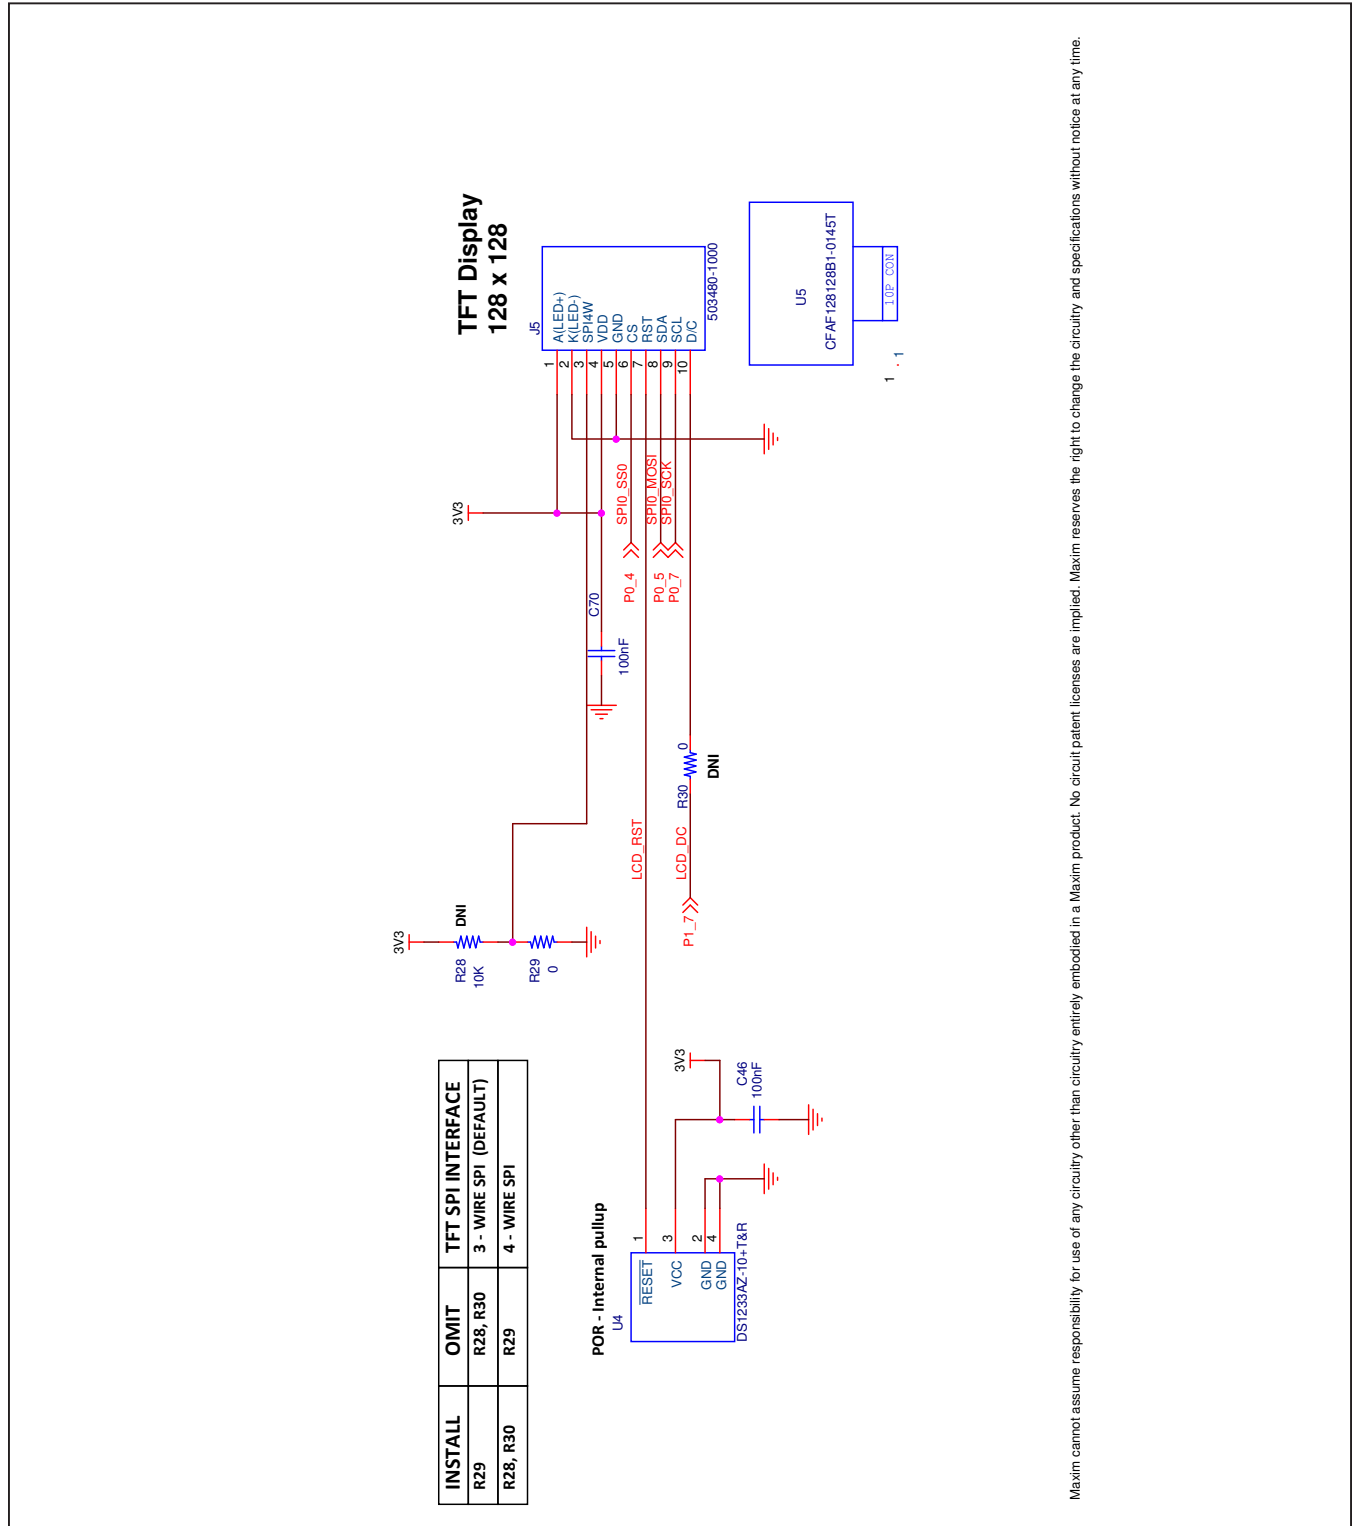 INSTALL OMIT TFT SPI INTERFACE
R29 R28, R30 3 - WIRE SPI (DEFAULT)
R28, R30 R29 4 - WIRE SPI
3V3
R28
10K
DNI
R29
0
3V3
TFT Display
128 x 128
J5
1 A(LED+)
2 K(LED-)
3 SPI4W
4 VDD
5 GND
6 CS
7 RST
8 SDA
9 SCL
10 D/C
503480-1000
C70
100nF
P0_4 SPI0_SS0
P0_5 SPI0_MOSI
P0_7 SPI0_SCK
LCD_RST
P1_7 LCD_DC
R30 0
DNI
POR - Internal pullup
U4
RESET 1
VCC 3
GND 2
GND 4
DS1233AZ-10+T&R
3V3
C46
100nF
U5
CFAF128128B1-0145T
10P CON
1 . 1
Maxim cannot assume responsibility for use of any circuitry other than circuitry entirely embodied in a Maxim product. No circuit patent licenses are implied. Maxim reserves the right to change the circuitry and specifications without notice at any time.